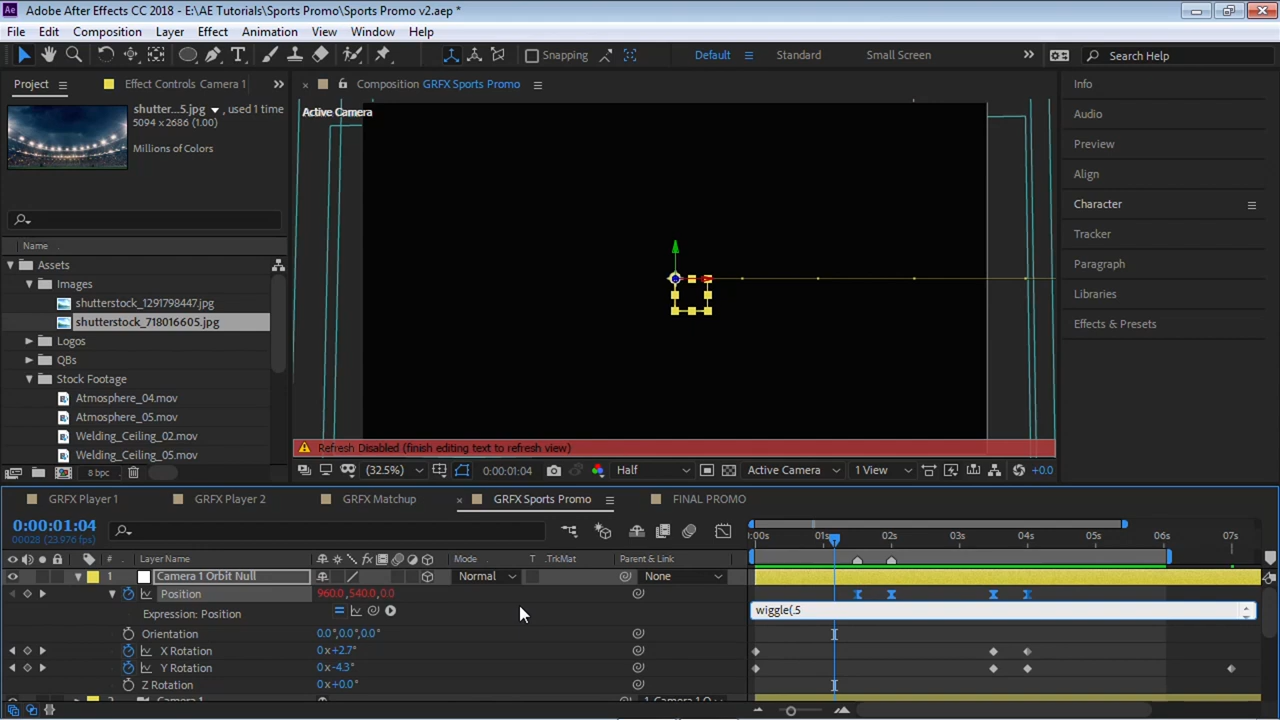 Adobe After Effects CC 2018 - E:\AE Tutorials\Sports Promo\Sports Promo v2.aep *
File Edit Composition Layer Effect Animation View Window Help
Snapping Default Standard Small Screen Search Help
Project Effect Controls Camera 1 Composition GRFX Sports Promo Info
shutter...5.jpg , used 1 time
5094 x 2686 (1.00)
Millions of Colors
Active Camera
Audio
Preview
Align
Character
Tracker
Paragraph
Libraries
Effects & Presets
Name
Assets
Images
shutterstock_1291798447.jpg
shutterstock_718016605.jpg
Logos
QBs
Stock Footage
Atmosphere_04.mov
Atmosphere_05.mov
Welding_Ceiling_02.mov
Welding_Ceiling_05.mov
Refresh Disabled (finish editing text to refresh view)
8 bpc (32.5%) 0:00:01:04 Half Active Camera 1 View +0.0
GRFX Player 1 GRFX Player 2 GRFX Matchup GRFX Sports Promo FINAL PROMO
0:00:01:04
00028 (23.976 fps)
:00s 01s 02s 03s 04s 05s 06s 07s
# Layer Name Mode T .TrkMat Parent & Link
1 Camera 1 Orbit Null Normal None
Position 960.0,540.0,0.0
Expression: Position wiggle(.5
Orientation 0.0°,0.0°,0.0°
X Rotation 0x+2.7°
Y Rotation 0x-4.3°
Z Rotation 0x+0.0°